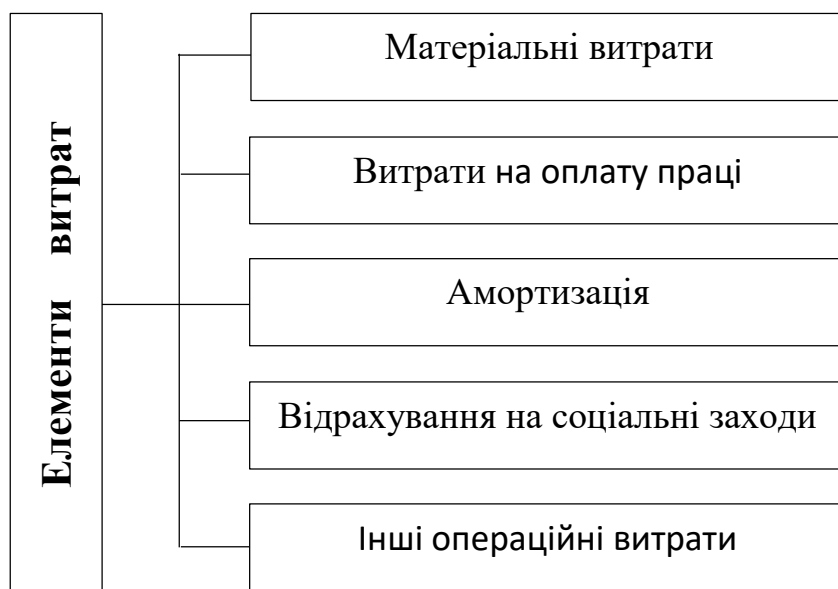 Елементи витрат
Матеріальні витрати
Витрати на оплату праці
Амортизація
Відрахування на соціальні заходи
Інші операційні витрати